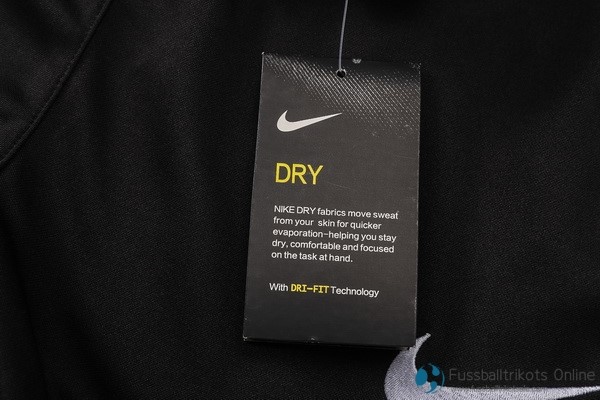 DRY
NIKE DRY fabrics move sweat
from your skin for quicker
evaporation-helping you stay
dry, comfortable and focused
on the task at hand.
With DRI-FIT Technology
Fussballtrikots Online